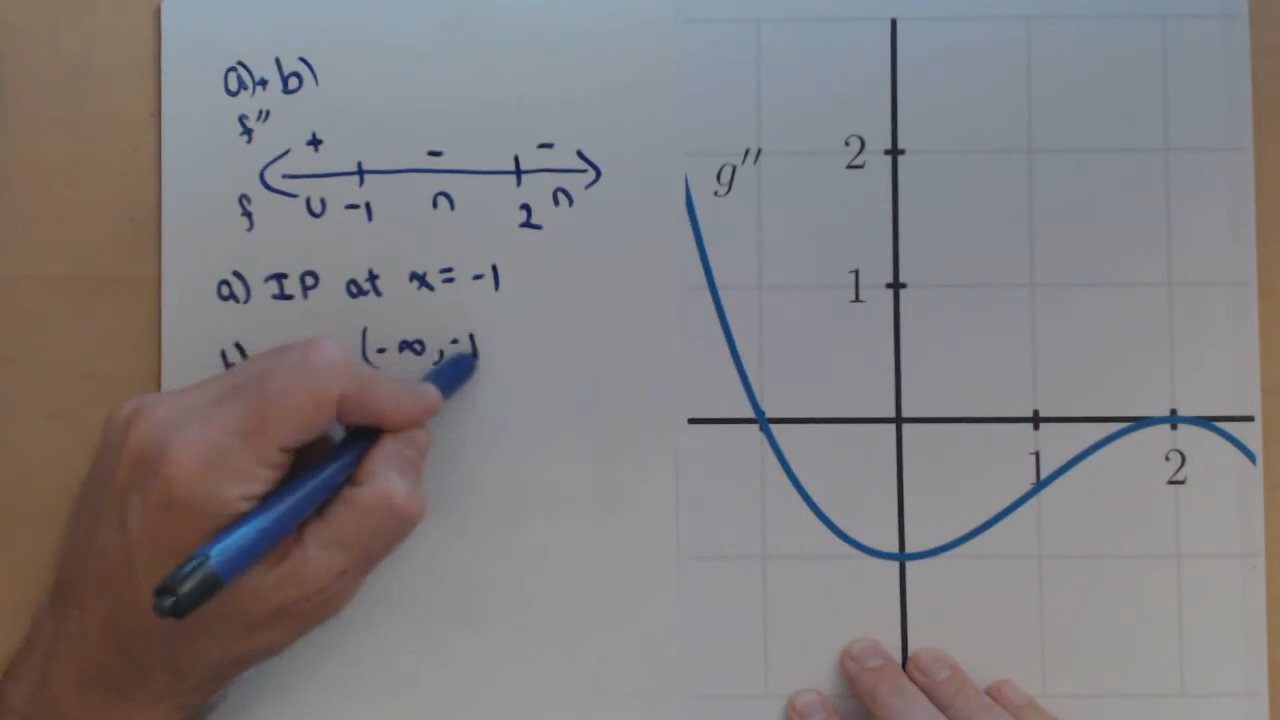 a)+b)
f''
+ - -
f ∪ -1 ∩ 2 ∩
a) IP at x = -1
(-∞, -1
g''
2
1
1 2